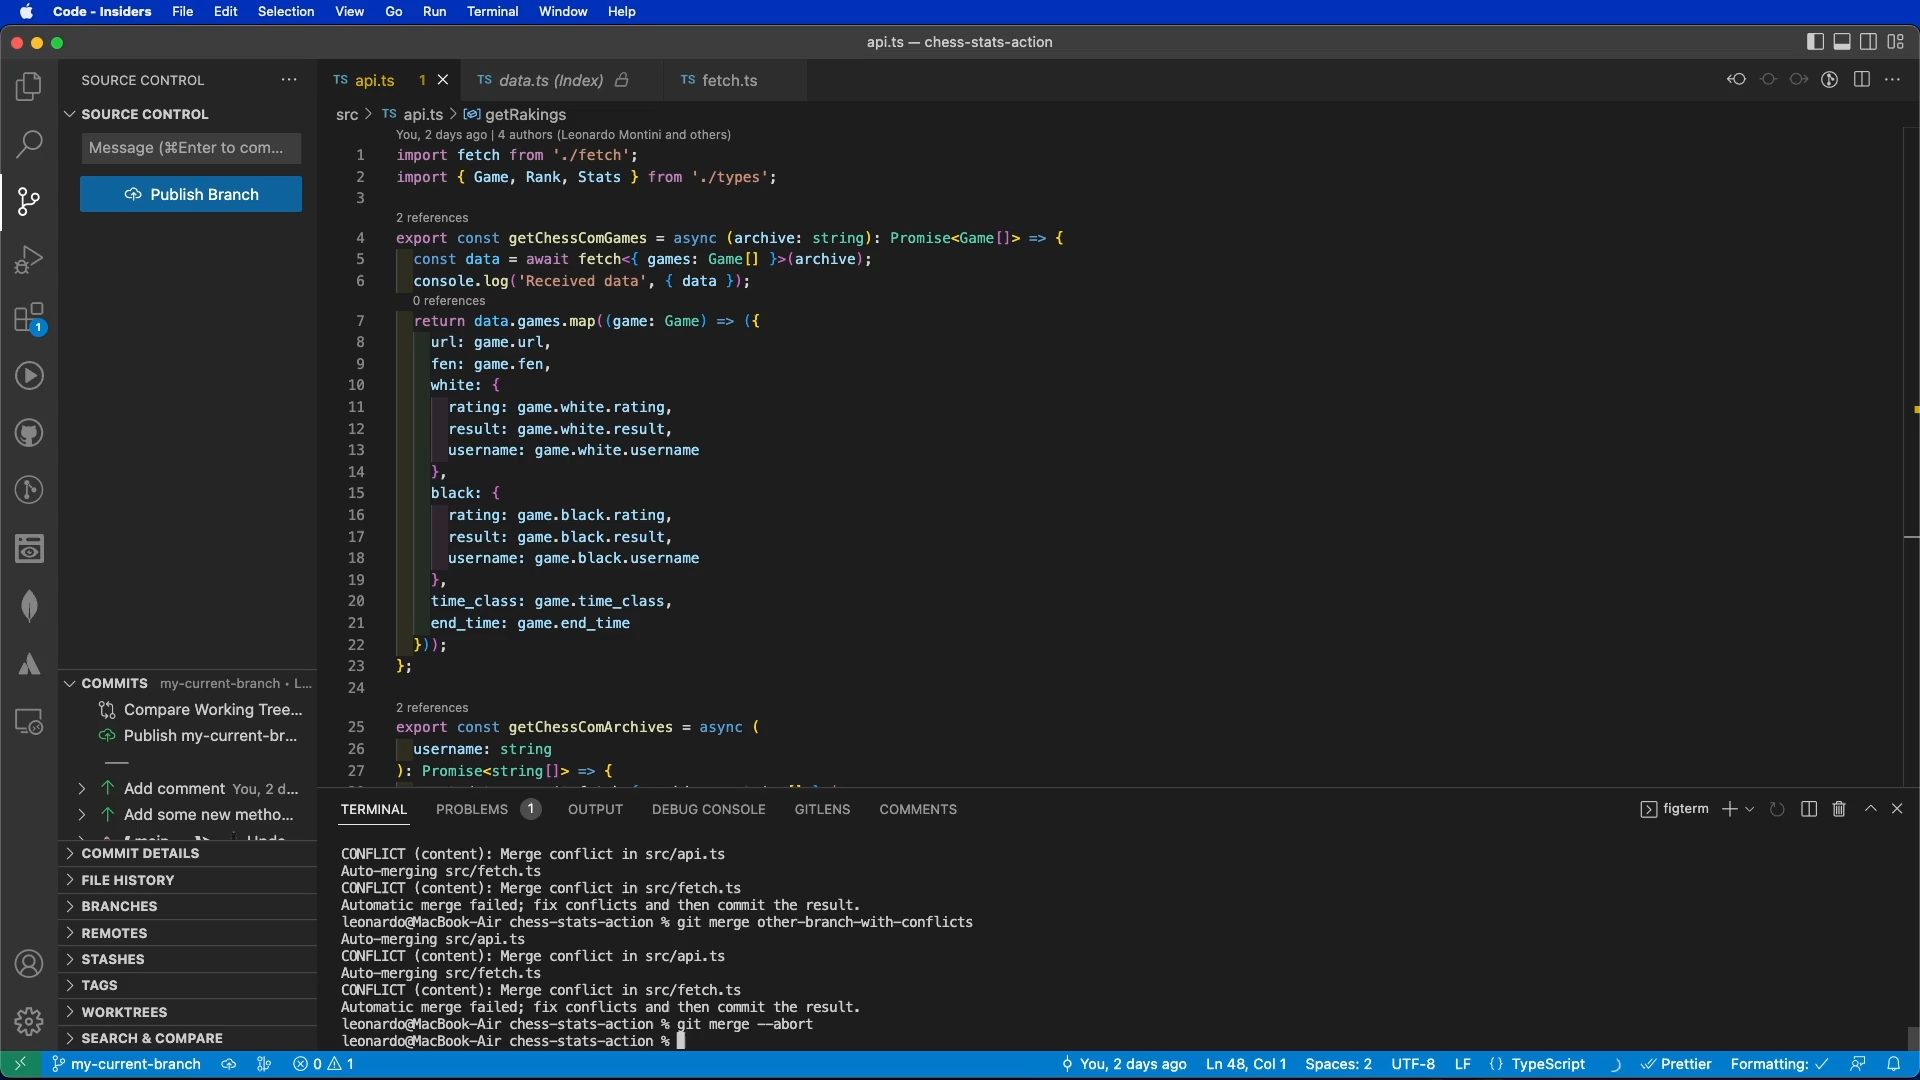 Code - Insiders File Edit Selection View Go Run Terminal Window Help
api.ts — chess-stats-action
SOURCE CONTROL
TS api.ts 1
TS data.ts (Index)
TS fetch.ts
SOURCE CONTROL
Message (⌘Enter to com...
Publish Branch
1
src > TS api.ts > getRakings
You, 2 days ago | 4 authors (Leonardo Montini and others)
1 import fetch from './fetch';
2 import { Game, Rank, Stats } from './types';
3
2 references
4 export const getChessComGames = async (archive: string): Promise<Game[]> => {
5 const data = await fetch<{ games: Game[] }>(archive);
6 console.log('Received data', { data });
0 references
7 return data.games.map((game: Game) => ({
8 url: game.url,
9 fen: game.fen,
10 white: {
11 rating: game.white.rating,
12 result: game.white.result,
13 username: game.white.username
14 },
15 black: {
16 rating: game.black.rating,
17 result: game.black.result,
18 username: game.black.username
19 },
20 time_class: game.time_class,
21 end_time: game.end_time
22 }));
23 };
24
2 references
25 export const getChessComArchives = async (
26 username: string
27 ): Promise<string[]> => {
COMMITS my-current-branch • L...
Compare Working Tree...
Publish my-current-br...
Add comment You, 2 d...
Add some new metho...
COMMIT DETAILS
FILE HISTORY
BRANCHES
REMOTES
STASHES
TAGS
WORKTREES
SEARCH & COMPARE
TERMINAL PROBLEMS 1 OUTPUT DEBUG CONSOLE GITLENS COMMENTS
figterm
CONFLICT (content): Merge conflict in src/api.ts
Auto-merging src/fetch.ts
CONFLICT (content): Merge conflict in src/fetch.ts
Automatic merge failed; fix conflicts and then commit the result.
leonardo@MacBook-Air chess-stats-action % git merge other-branch-with-conflicts
Auto-merging src/api.ts
CONFLICT (content): Merge conflict in src/api.ts
Auto-merging src/fetch.ts
CONFLICT (content): Merge conflict in src/fetch.ts
Automatic merge failed; fix conflicts and then commit the result.
leonardo@MacBook-Air chess-stats-action % git merge --abort
leonardo@MacBook-Air chess-stats-action %
my-current-branch 0 1 You, 2 days ago Ln 48, Col 1 Spaces: 2 UTF-8 LF {} TypeScript Prettier Formatting: ✓